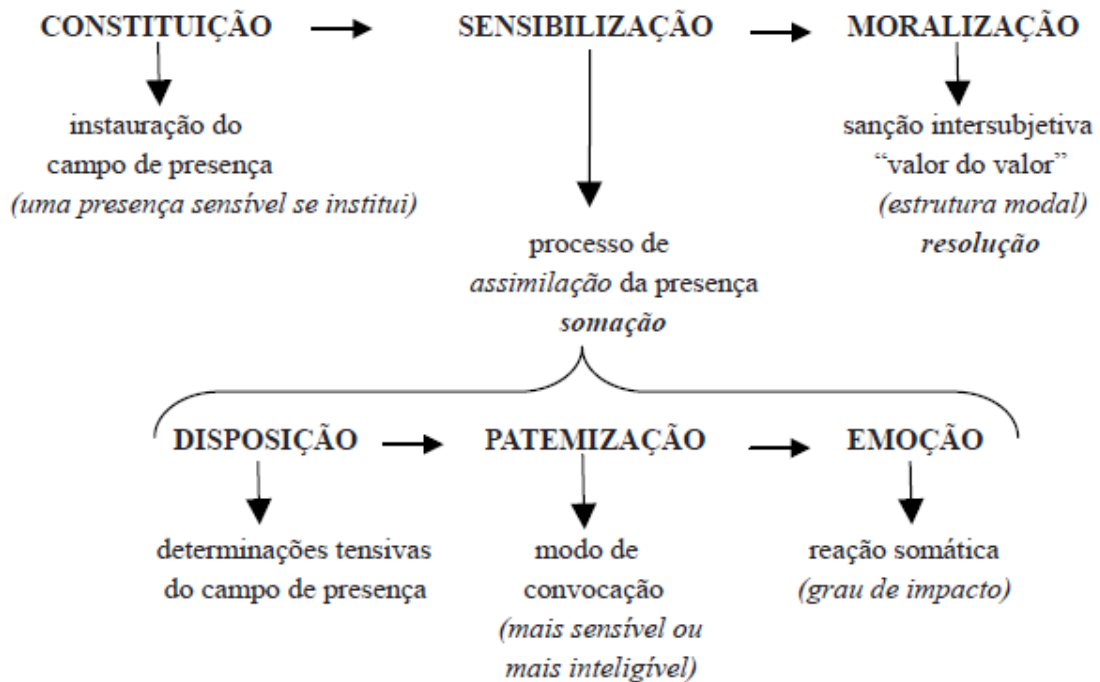 CONSTITUIÇÃO
SENSIBILIZAÇÃO
MORALIZAÇÃO
instauração do
campo de presença
(uma presença sensível se institui)
sanção intersubjetiva
“valor do valor”
(estrutura modal)
resolução
processo de
assimilação da presença
somação
DISPOSIÇÃO
PATEMIZAÇÃO
EMOÇÃO
determinações tensivas
do campo de presença
modo de
convocação
(mais sensível ou
mais inteligível)
reação somática
(grau de impacto)